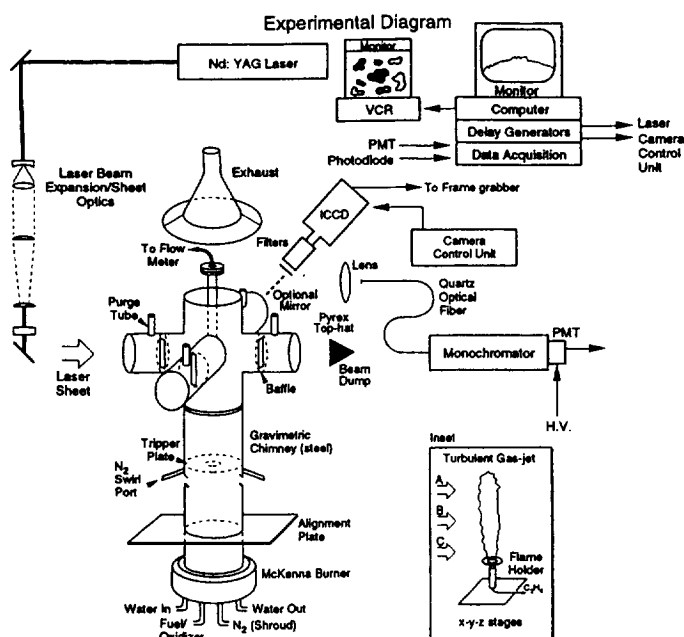 Experimental Diagram
Nd: YAG Laser
Monitor
VCR
Monitor
Computer
Delay Generators
Data Acquisition
Laser
Camera
Control
Unit
PMT
Photodiode
Laser Beam
Expansion/Sheet
Optics
Exhaust
ICCD
To Frame grabber
Filters
Camera
Control Unit
To Flow
Meter
Lens
Optional
Mirror
Quartz
Optical
Fiber
Purge
Tube
Pyrex
Top-hat
Laser
Sheet
Baffle
Beam
Dump
Monochromator
PMT
H.V.
Gravimetric
Chimney (steel)
Tripper
Plate
N2
Swirl
Port
Alignment
Plate
McKenna Burner
Water In
Water Out
Fuel/
Oxidizer
N2 (Shroud)
Inset
Turbulent Gas-jet
A
B
C
Flame
Holder
x-y-z stages